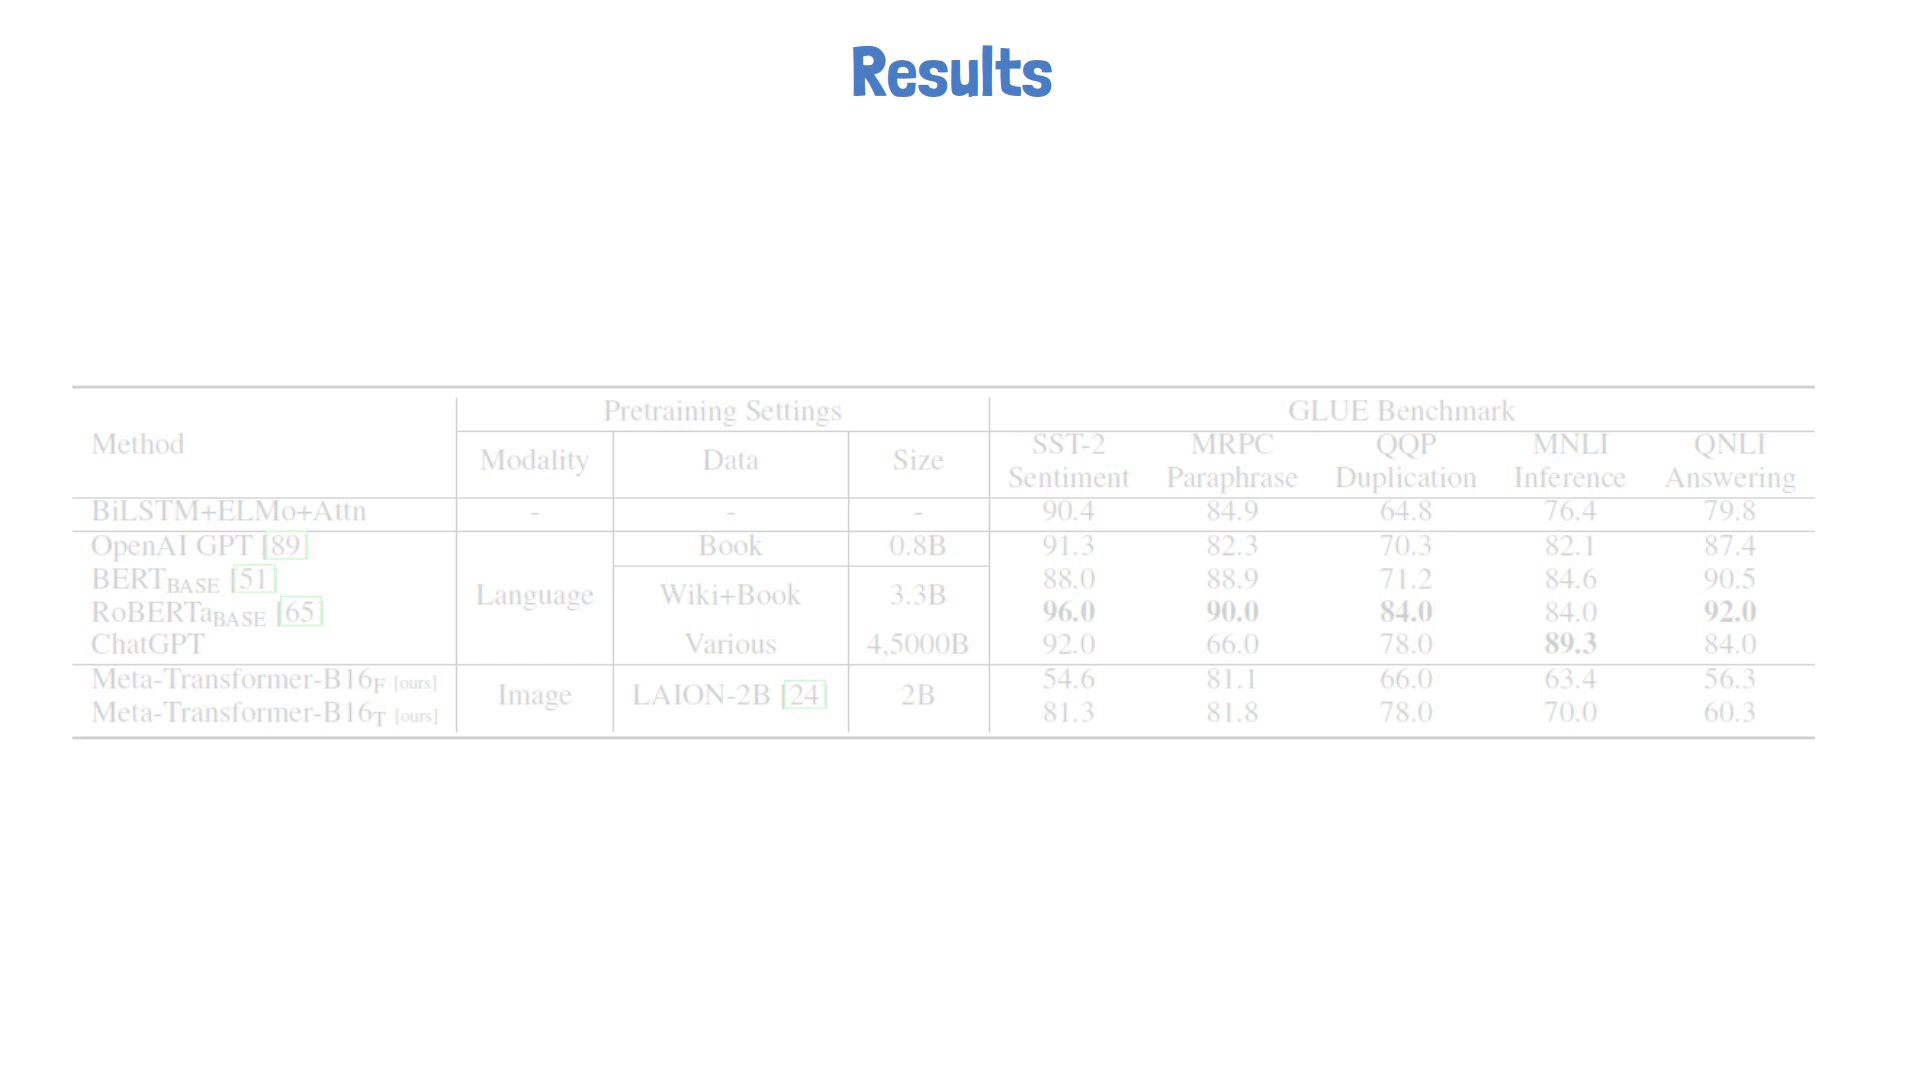 Results
Pretraining Settings GLUE Benchmark
Method Modality Data Size SST-2 MRPC QQP MNLI QNLI
Sentiment Paraphrase Duplication Inference Answering
BiLSTM+ELMo+Attn - - - 90.4 84.9 64.8 76.4 79.8
OpenAI GPT [89] Book 0.8B 91.3 82.3 70.3 82.1 87.4
BERTBASE [51] 88.0 88.9 71.2 84.6 90.5
Language Wiki+Book 3.3B
RoBERTaBASE [65] 96.0 90.0 84.0 84.0 92.0
ChatGPT Various 4,5000B 92.0 66.0 78.0 89.3 84.0
Meta-Transformer-B16F [ours] 54.6 81.1 66.0 63.4 56.3
Image LAION-2B [24] 2B
Meta-Transformer-B16T [ours] 81.3 81.8 78.0 70.0 60.3